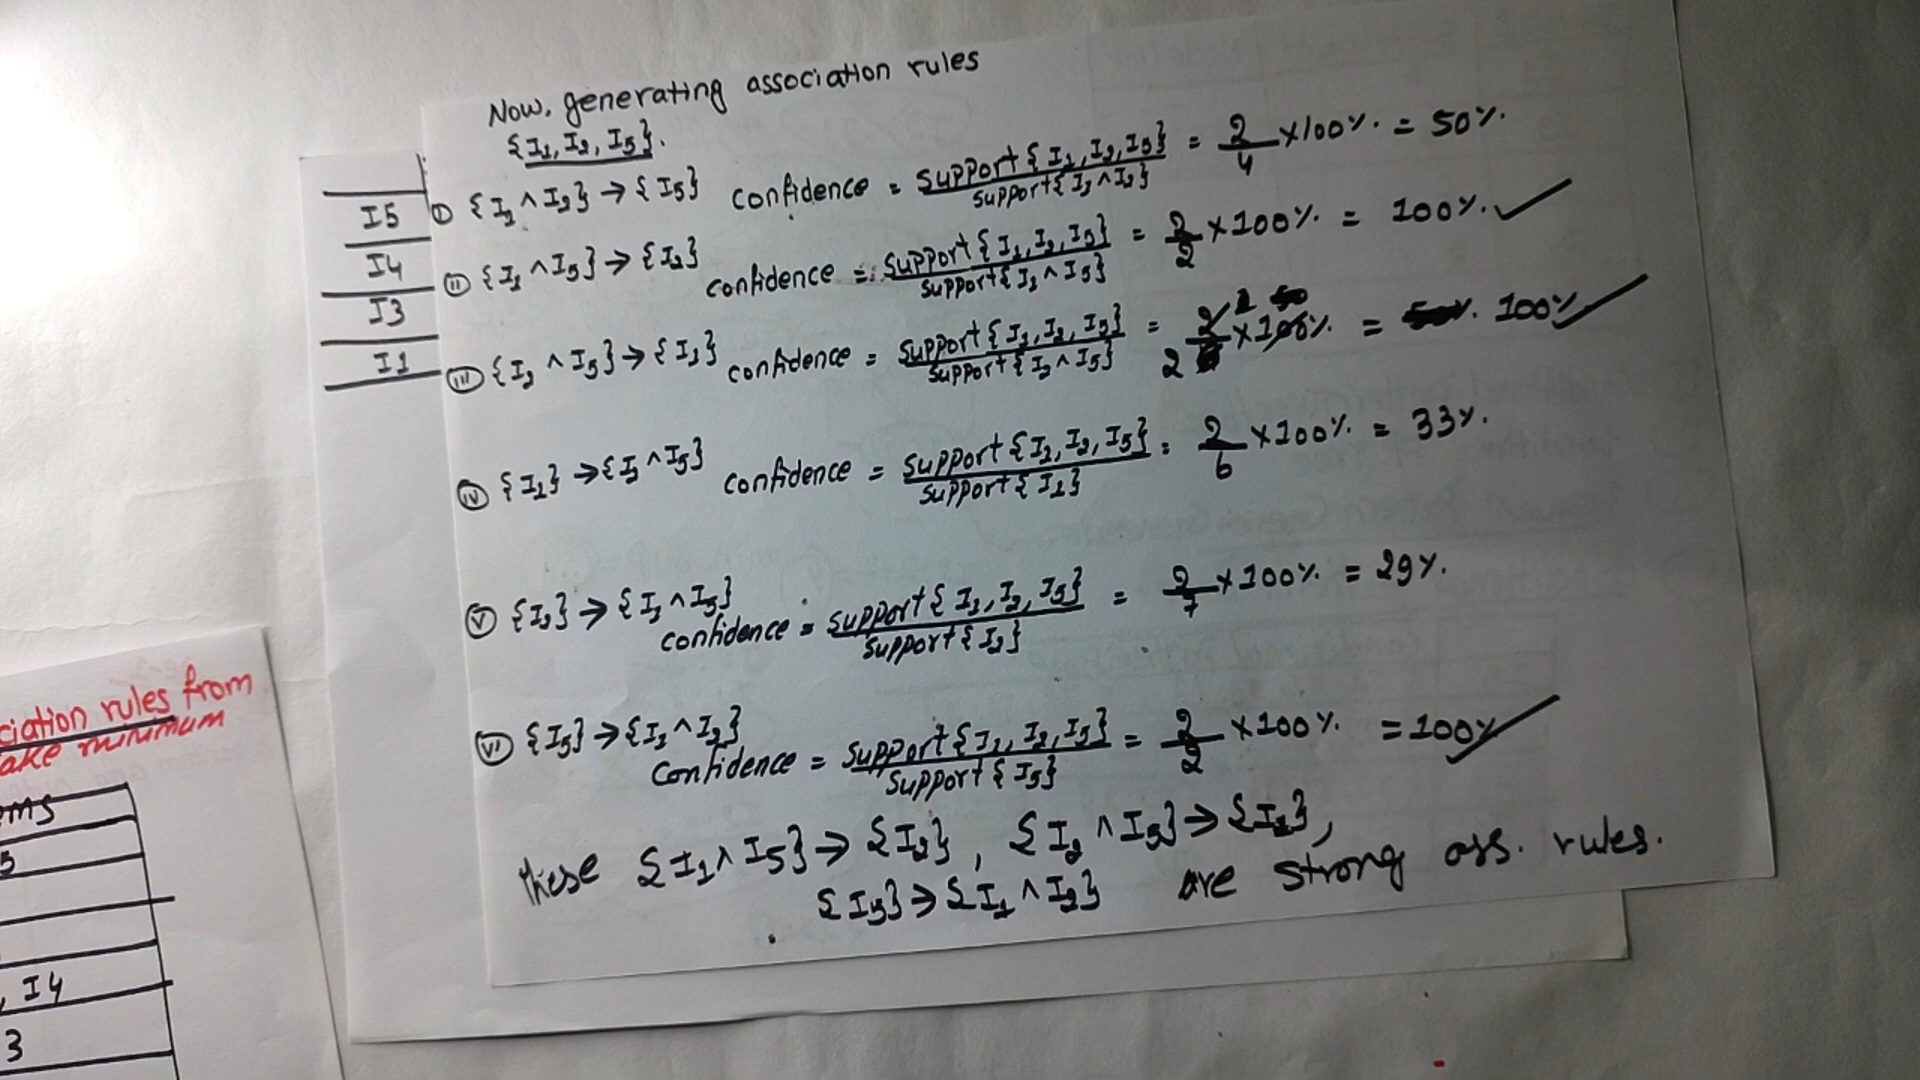 Now, generating association rules
{I1, I2, I5}.
① {I1 ^ I2} → {I5} confidence = support{I1, I2, I5} / support{I1 ^ I2} = 2/4 ×100% = 50%.
② {I1 ^ I5} → {I2} confidence = support{I1, I2, I5} / support{I1 ^ I5} = 2/2 ×100% = 100%. ✓
③ {I2 ^ I5} → {I1} confidence = support{I1, I2, I5} / support{I2 ^ I5} = 2/2 ×100% = 100% ✓
④ {I1} → {I2 ^ I5} confidence = support{I1, I2, I5} / support{I1} = 2/6 ×100% = 33%.
⑤ {I2} → {I1 ^ I5}
confidence = support{I1, I2, I5} / support{I2} = 2/7 ×100% = 29%.
⑥ {I5} → {I1 ^ I2}
confidence = support{I1, I2, I5} / support{I5} = 2/2 ×100% = 100% ✓
these {I1 ^ I5} → {I2}, {I2 ^ I5} → {I1},
{I5} → {I1 ^ I2} are strong ass. rules.
I5
I4
I3
I1
ciation rules from
ake minimum
ems
5
, I4
3